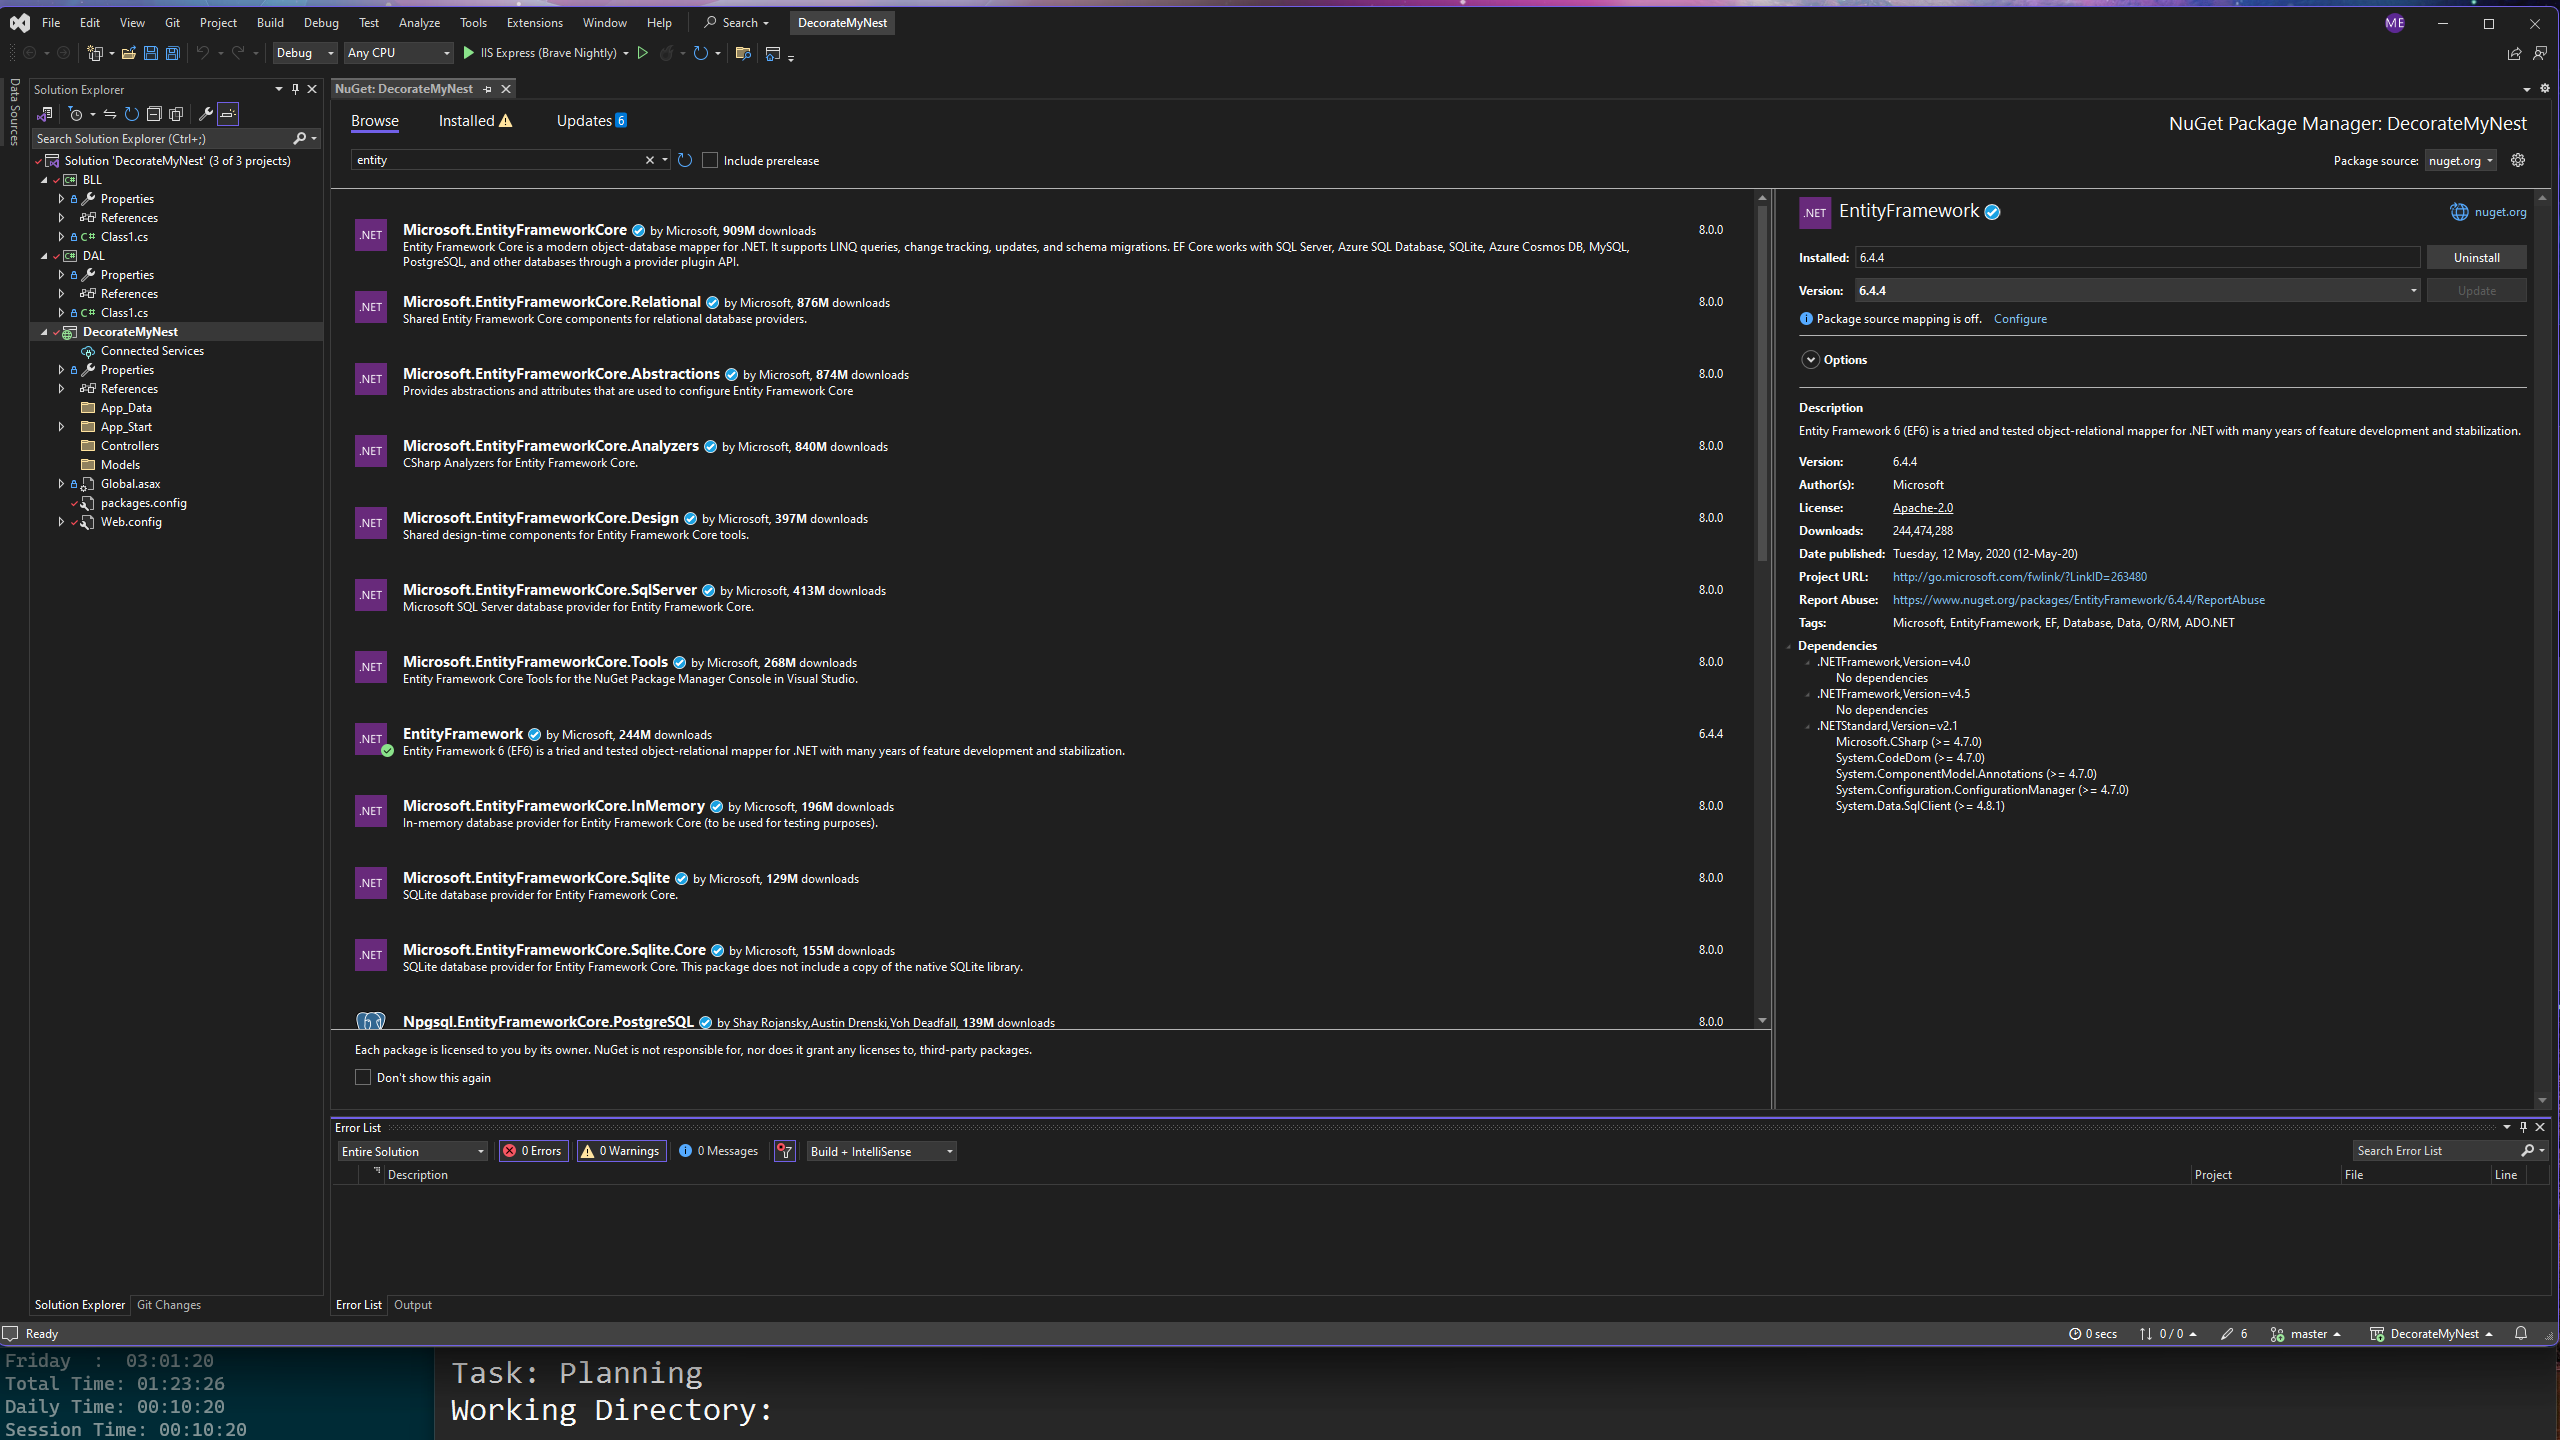 File Edit View Git Project Build Debug Test Analyze Tools Extensions Window Help Search DecorateMyNest ME
Debug Any CPU IIS Express (Brave Nightly)
Data Sources
Solution Explorer
Search Solution Explorer (Ctrl+;)
Solution 'DecorateMyNest' (3 of 3 projects)
C# BLL
Properties
References
C# Class1.cs
C# DAL
Properties
References
C# Class1.cs
DecorateMyNest
Connected Services
Properties
References
App_Data
App_Start
Controllers
Models
Global.asax
packages.config
Web.config
Solution Explorer Git Changes
NuGet: DecorateMyNest
Browse Installed Updates 6
NuGet Package Manager: DecorateMyNest
entity Include prerelease
Package source: nuget.org
.NET Microsoft.EntityFrameworkCore by Microsoft, 909M downloads 8.0.0
Entity Framework Core is a modern object-database mapper for .NET. It supports LINQ queries, change tracking, updates, and schema migrations. EF Core works with SQL Server, Azure SQL Database, SQLite, Azure Cosmos DB, MySQL,
PostgreSQL, and other databases through a provider plugin API.
.NET Microsoft.EntityFrameworkCore.Relational by Microsoft, 876M downloads 8.0.0
Shared Entity Framework Core components for relational database providers.
.NET Microsoft.EntityFrameworkCore.Abstractions by Microsoft, 874M downloads 8.0.0
Provides abstractions and attributes that are used to configure Entity Framework Core
.NET Microsoft.EntityFrameworkCore.Analyzers by Microsoft, 840M downloads 8.0.0
CSharp Analyzers for Entity Framework Core.
.NET Microsoft.EntityFrameworkCore.Design by Microsoft, 397M downloads 8.0.0
Shared design-time components for Entity Framework Core tools.
.NET Microsoft.EntityFrameworkCore.SqlServer by Microsoft, 413M downloads 8.0.0
Microsoft SQL Server database provider for Entity Framework Core.
.NET Microsoft.EntityFrameworkCore.Tools by Microsoft, 268M downloads 8.0.0
Entity Framework Core Tools for the NuGet Package Manager Console in Visual Studio.
.NET EntityFramework by Microsoft, 244M downloads 6.4.4
Entity Framework 6 (EF6) is a tried and tested object-relational mapper for .NET with many years of feature development and stabilization.
.NET Microsoft.EntityFrameworkCore.InMemory by Microsoft, 196M downloads 8.0.0
In-memory database provider for Entity Framework Core (to be used for testing purposes).
.NET Microsoft.EntityFrameworkCore.Sqlite by Microsoft, 129M downloads 8.0.0
SQLite database provider for Entity Framework Core.
.NET Microsoft.EntityFrameworkCore.Sqlite.Core by Microsoft, 155M downloads 8.0.0
SQLite database provider for Entity Framework Core. This package does not include a copy of the native SQLite library.
Npgsql.EntityFrameworkCore.PostgreSQL by Shay Rojansky,Austin Drenski,Yoh Deadfall, 139M downloads 8.0.0
Each package is licensed to you by its owner. NuGet is not responsible for, nor does it grant any licenses to, third-party packages.
Don't show this again
.NET EntityFramework nuget.org
Installed: 6.4.4 Uninstall
Version: 6.4.4 Update
Package source mapping is off. Configure
Options
Description
Entity Framework 6 (EF6) is a tried and tested object-relational mapper for .NET with many years of feature development and stabilization.
Version: 6.4.4
Author(s): Microsoft
License: Apache-2.0
Downloads: 244,474,288
Date published: Tuesday, 12 May, 2020 (12-May-20)
Project URL: http://go.microsoft.com/fwlink/?LinkID=263480
Report Abuse: https://www.nuget.org/packages/EntityFramework/6.4.4/ReportAbuse
Tags: Microsoft, EntityFramework, EF, Database, Data, O/RM, ADO.NET
Dependencies
.NETFramework,Version=v4.0
No dependencies
.NETFramework,Version=v4.5
No dependencies
.NETStandard,Version=v2.1
Microsoft.CSharp (>= 4.7.0)
System.CodeDom (>= 4.7.0)
System.ComponentModel.Annotations (>= 4.7.0)
System.Configuration.ConfigurationManager (>= 4.7.0)
System.Data.SqlClient (>= 4.8.1)
Error List
Entire Solution 0 Errors 0 Warnings 0 Messages Build + IntelliSense Search Error List
Description Project File Line
Error List Output
Ready 0 secs 0 / 0 6 master DecorateMyNest
Friday : 03:01:20
Total Time: 01:23:26
Daily Time: 00:10:20
Session Time: 00:10:20
Task: Planning
Working Directory: